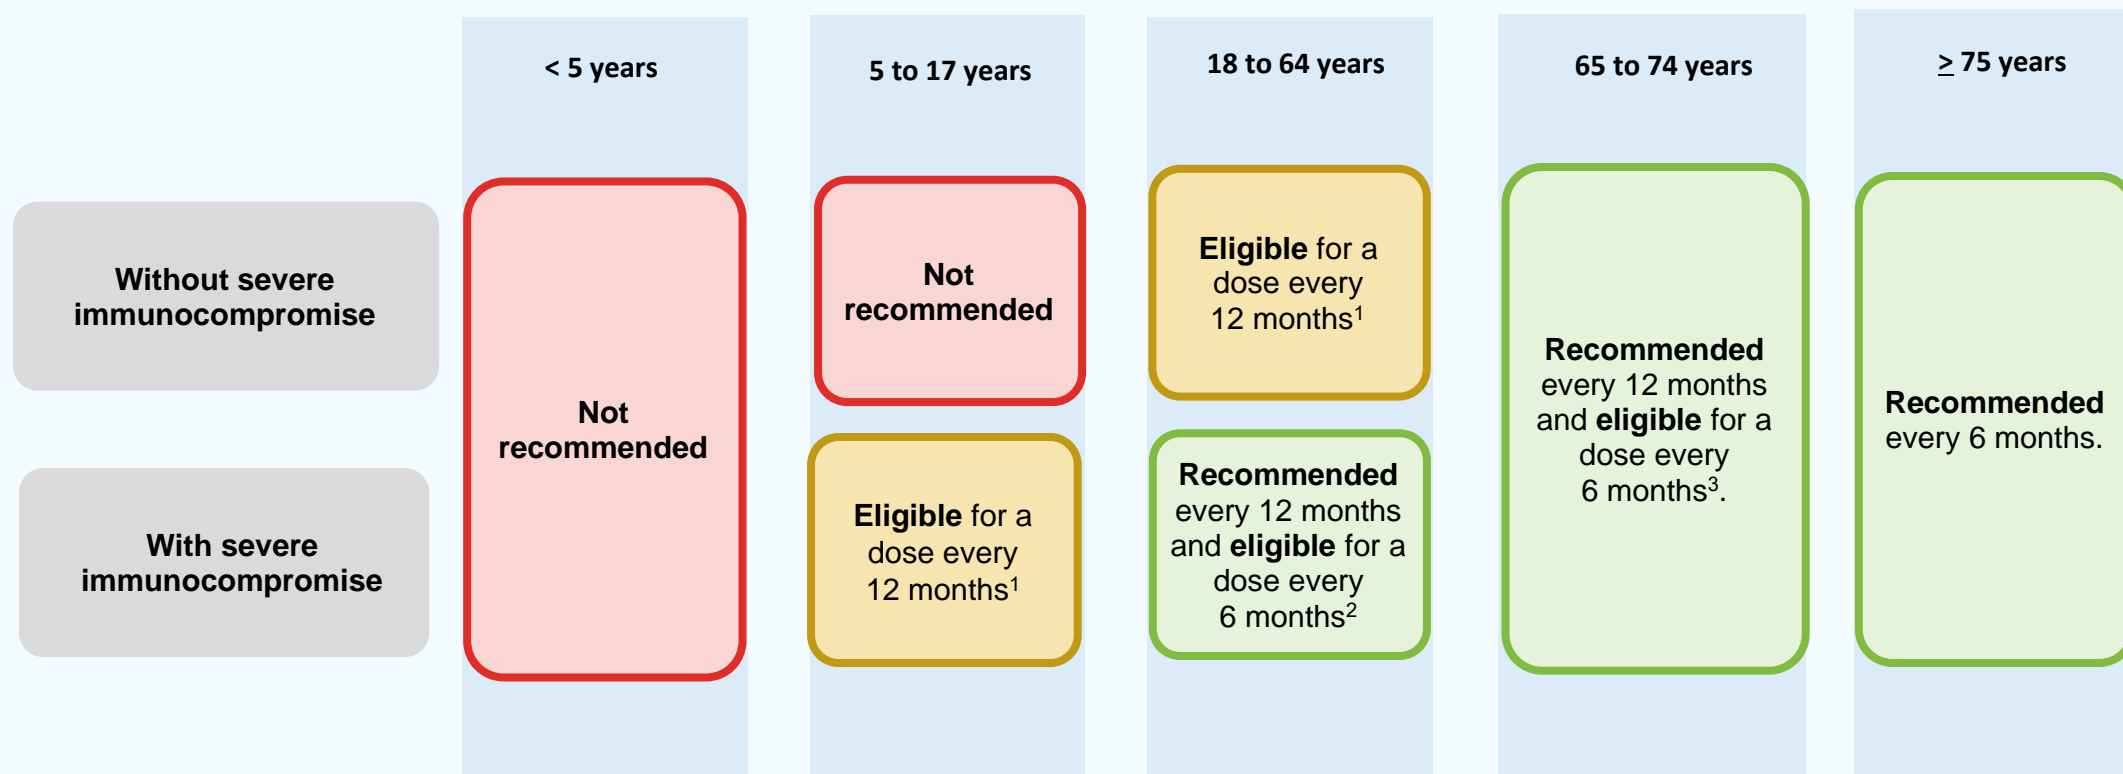 < 5 years
5 to 17 years
18 to 64 years
65 to 74 years
≥ 75 years
Without severe
immunocompromise
With severe
immunocompromise
Not
recommended
Not
recommended
Eligible for a
dose every
12 months¹
Eligible for a
dose every
12 months¹
Recommended
every 12 months
and eligible for a
dose every
6 months²
Recommended
every 12 months
and eligible for a
dose every
6 months³.
Recommended
every 6 months.